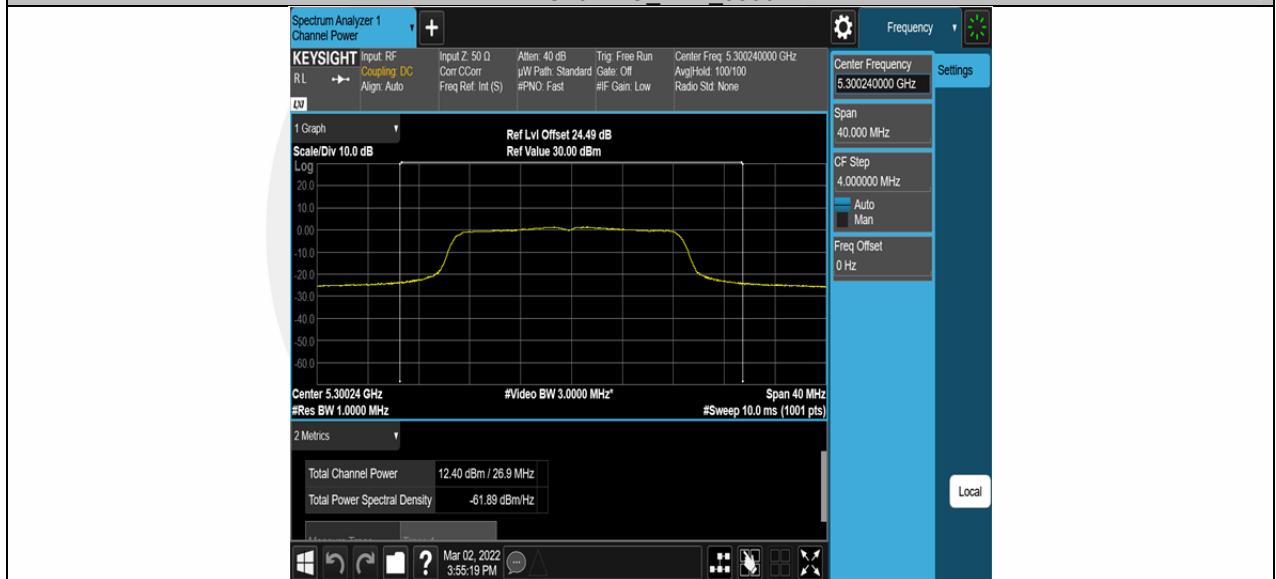 Spectrum Analyzer 1
Channel Power
+
Frequency
KEYSIGHT
RL
LXI
Input: RF
Coupling: DC
Align: Auto
Input Z: 50 Ω
Corr CCorr
Freq Ref: Int (S)
Atten: 40 dB
µW Path: Standard
#PNO: Fast
Trig: Free Run
Gate: Off
#IF Gain: Low
Center Freq: 5.300240000 GHz
Avg|Hold: 100/100
Radio Std: None
Center Frequency
5.300240000 GHz
Settings
Span
40.000 MHz
CF Step
4.000000 MHz
Auto
Man
Freq Offset
0 Hz
Local
1 Graph
Scale/Div 10.0 dB
Ref Lvl Offset 24.49 dB
Ref Value 30.00 dBm
Log
20.0
10.0
0.00
-10.0
-20.0
-30.0
-40.0
-50.0
-60.0
Center 5.30024 GHz
#Video BW 3.0000 MHz*
Span 40 MHz
#Res BW 1.0000 MHz
#Sweep 10.0 ms (1001 pts)
2 Metrics
Total Channel Power 12.40 dBm / 26.9 MHz
Total Power Spectral Density -61.89 dBm/Hz
?
Mar 02, 2022
3:55:19 PM